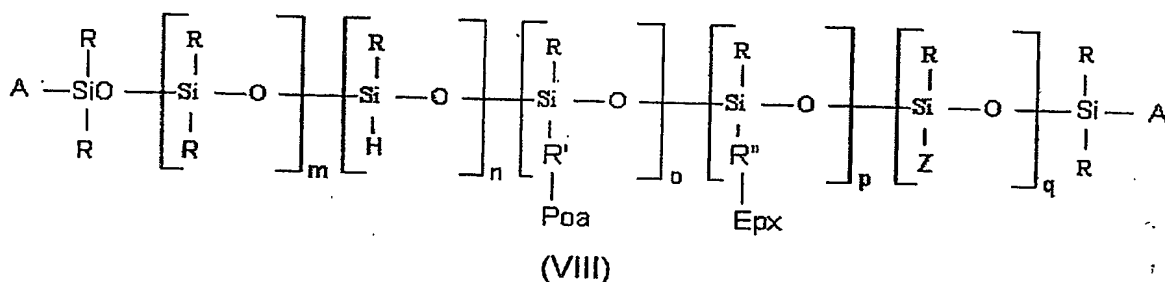 R R R R R R R
A SiO Si O Si O Si O Si O Si O Si A
R R H R' R" Z R
m n o p q
Poa Epx
(VIII)